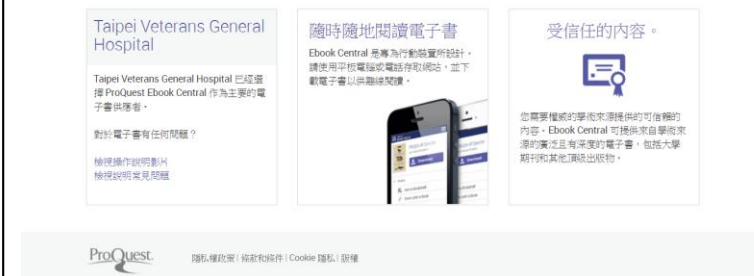 Taipei Veterans General
Hospital
Taipei Veterans General Hospital 已經選
擇 ProQuest Ebook Central 作為主要的電
子書供應者。
對於電子書有任何問題？
檢視操作說明影片
檢視說明常見問題
隨時隨地閱讀電子書
Ebook Central 是專為行動裝置所設計。
請使用平板電腦或電話存取網站，並下
載電子書以供離線閱讀。
受信任的內容。
您需要權威的學術來源提供的可信賴的
內容。Ebook Central 可提供來自學術來
源的廣泛且有深度的電子書，包括大學
期刊和其他頂級出版物。
ProQuest
隱私權政策 | 條款和條件 | Cookie 隱私 | 版權